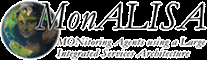 MonALISA
MONitoring Agents using a Large
Integrated Services Architecture